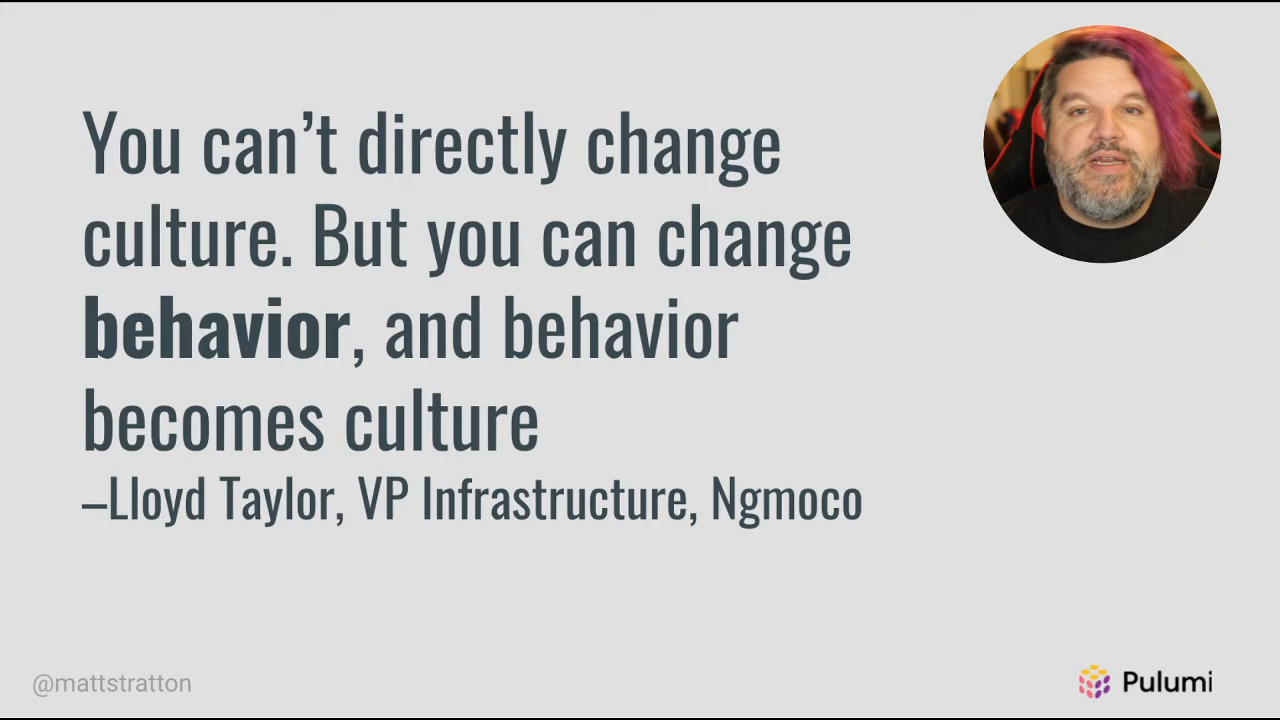 You can’t directly change
culture. But you can change
behavior, and behavior
becomes culture
–Lloyd Taylor, VP Infrastructure, Ngmoco
@mattstratton
Pulumi